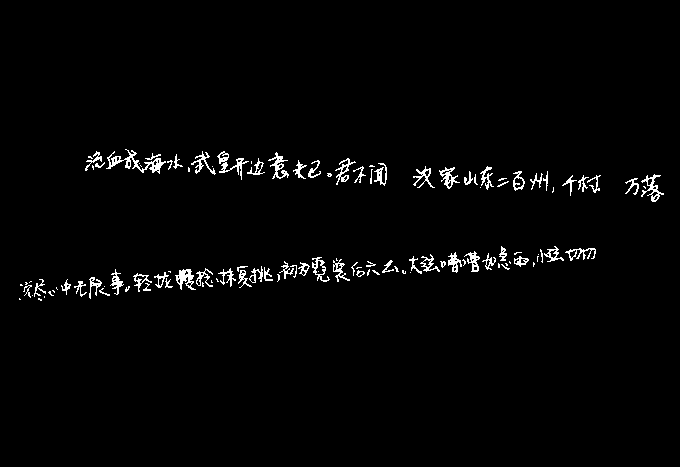 流血成海水,武皇开边意未已。君不闻 汉家山东二百州,千村 万落
说尽心中无限事。轻拢慢捻抹复挑,初为霓裳后六么。大弦嘈嘈如急雨,小弦切切